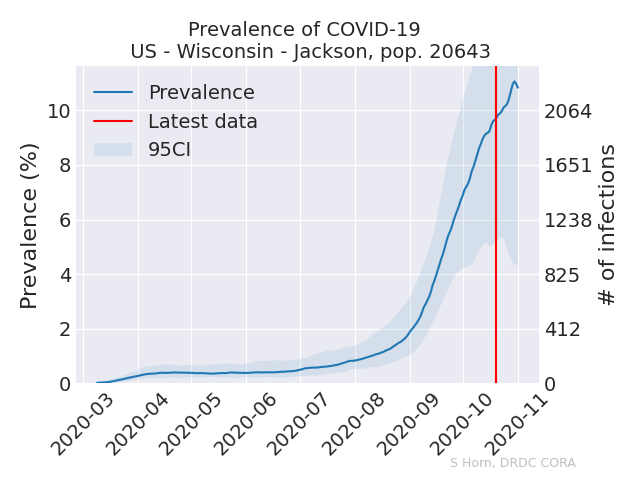 Prevalence of COVID-19
US - Wisconsin - Jackson, pop. 20643
Prevalence
Latest data
95CI
Prevalence (%)
10
8
6
4
2
0
2064
1651
1238
825
412
0
# of infections
2020-03
2020-04
2020-05
2020-06
2020-07
2020-08
2020-09
2020-10
2020-11
S Horn, DRDC CORA